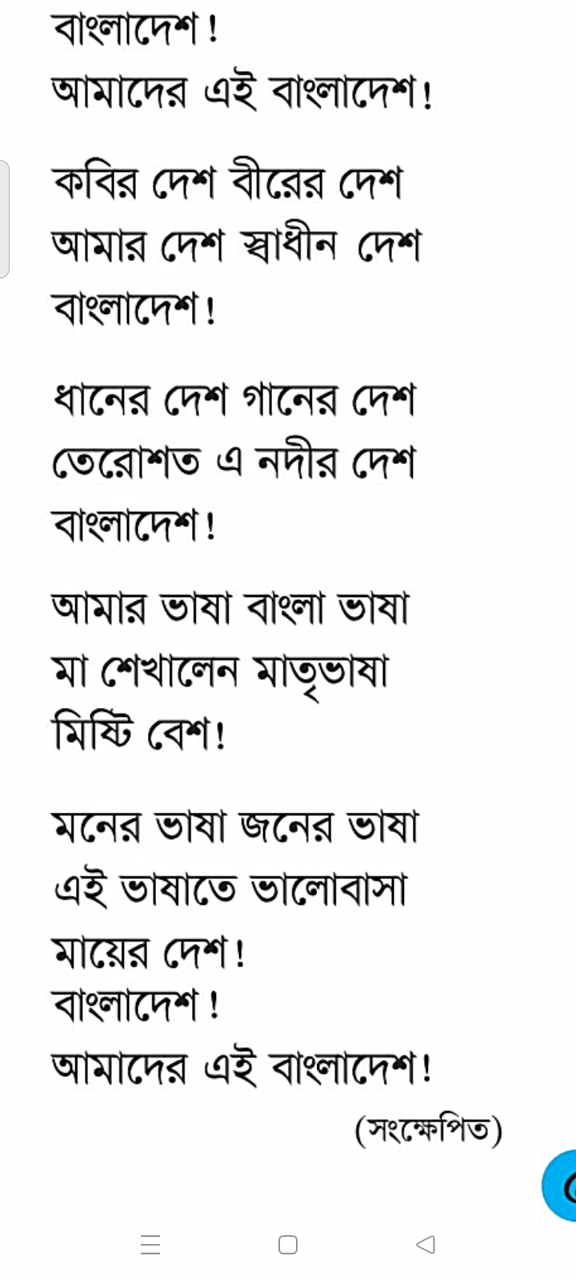 বাংলাদেশ!
আমাদের এই বাংলাদেশ!
কবির দেশ বীরের দেশ
আমার দেশ স্বাধীন দেশ
বাংলাদেশ!
ধানের দেশ গানের দেশ
তেরোশত এ নদীর দেশ
বাংলাদেশ!
আমার ভাষা বাংলা ভাষা
মা শেখালেন মাতৃভাষা
মিষ্টি বেশ!
মনের ভাষা জনের ভাষা
এই ভাষাতে ভালোবাসা
মায়ের দেশ!
বাংলাদেশ!
আমাদের এই বাংলাদেশ!
(সংক্ষেপিত)